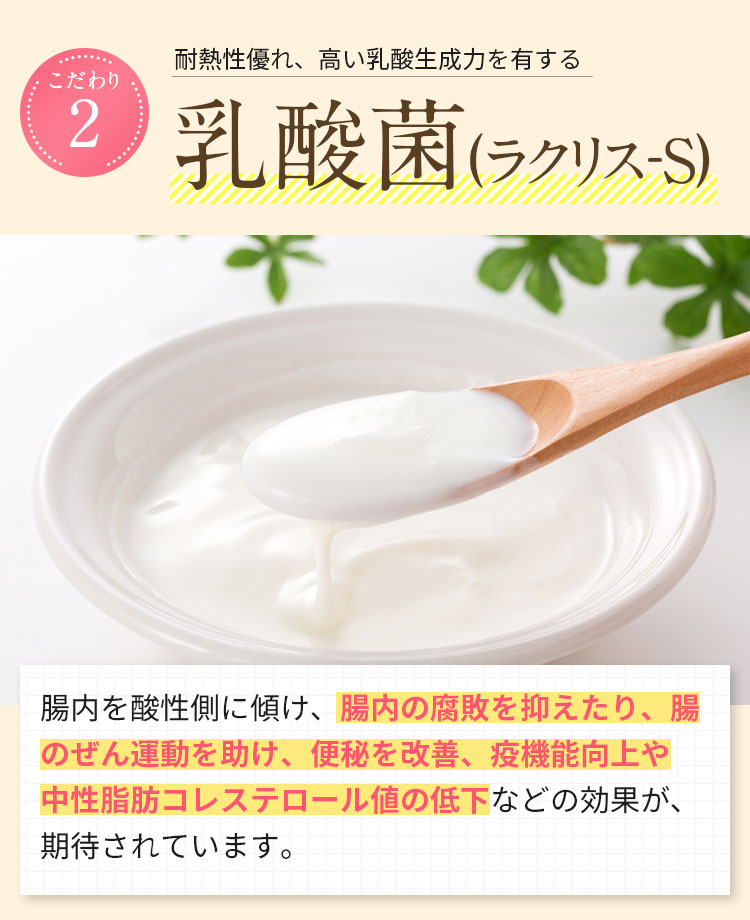 こだわり
2
耐熱性優れ、高い乳酸生成力を有する
乳酸菌(ラクリス-S)
腸内を酸性側に傾け、腸内の腐敗を抑えたり、腸
のぜん運動を助け、便秘を改善、疫機能向上や
中性脂肪コレステロール値の低下などの効果が、
期待されています。